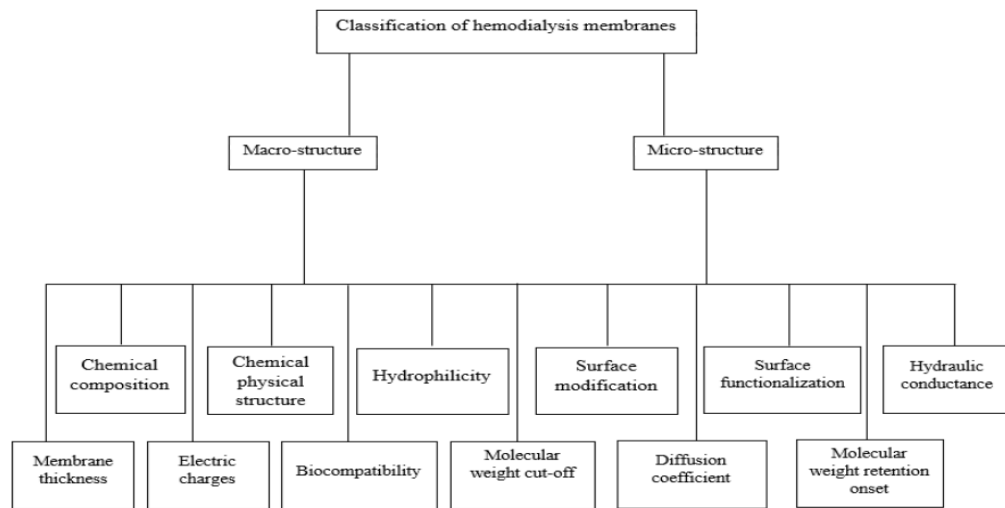 Classification of hemodialysis membranes
Macro-structure
Micro-structure
Chemical
composition
Chemical
physical
structure
Hydrophilicity
Surface
modification
Surface
functionalization
Hydraulic
conductance
Membrane
thickness
Electric
charges
Biocompatibility
Molecular
weight cut-off
Diffusion
coefficient
Molecular
weight retention
onset